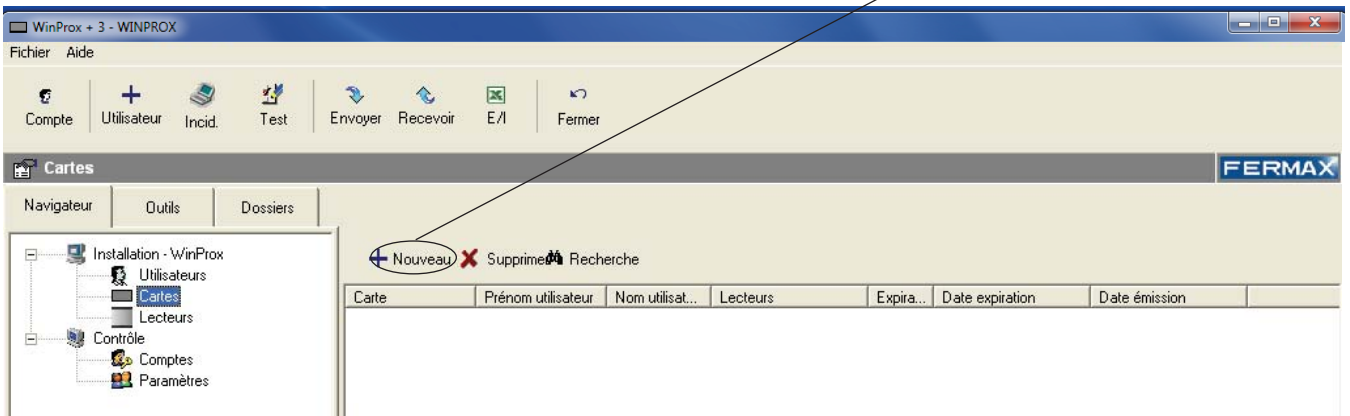 WinProx + 3 - WINPROX
Fichier Aide
Compte Utilisateur Incid. Test Envoyer Recevoir E/I Fermer
Cartes FERMAX
Navigateur Outils Dossiers
Installation - WinProx
Nouveau Supprime Recherche
Utilisateurs
Cartes
Carte Prénom utilisateur Nom utilisat... Lecteurs Expira... Date expiration Date émission
Lecteurs
Contrôle
Comptes
Paramètres